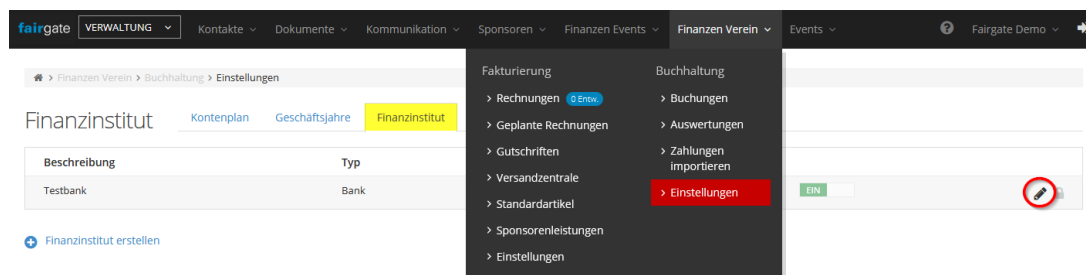 fairgate VERWALTUNG Kontakte Dokumente Kommunikation Sponsoren Finanzen Events Finanzen Verein Events Fairgate Demo
> Finanzen Verein > Buchhaltung > Einstellungen
Finanzinstitut Kontenplan Geschäftsjahre Finanzinstitut
Beschreibung Typ
Testbank Bank EIN
Finanzinstitut erstellen
Fakturierung
> Rechnungen 0 Entw.
> Geplante Rechnungen
> Gutschriften
> Versandzentrale
> Standardartikel
> Sponsorenleistungen
> Einstellungen
Buchhaltung
> Buchungen
> Auswertungen
> Zahlungen
importieren
> Einstellungen